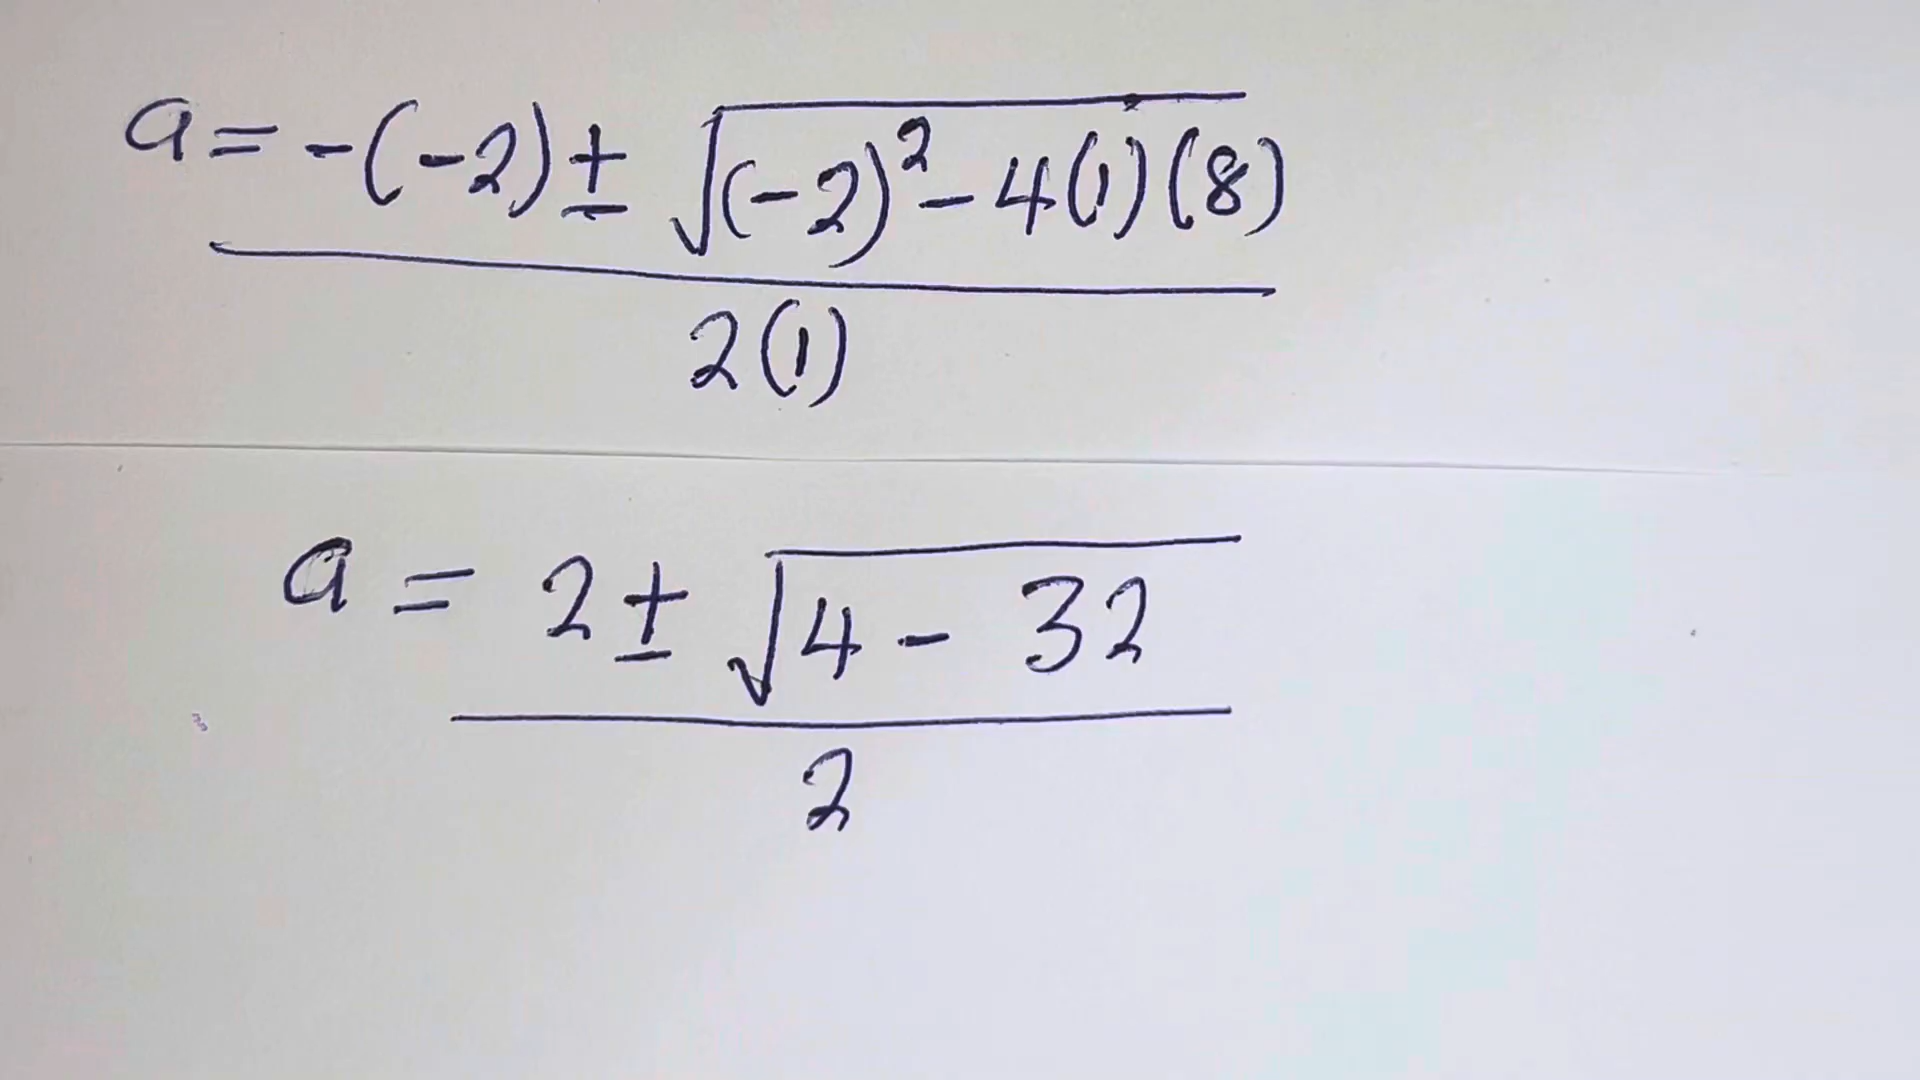 a = -(-2) ± √(-2)² - 4(1)(8)
2(1)
a = 2 ± √4 - 32
2